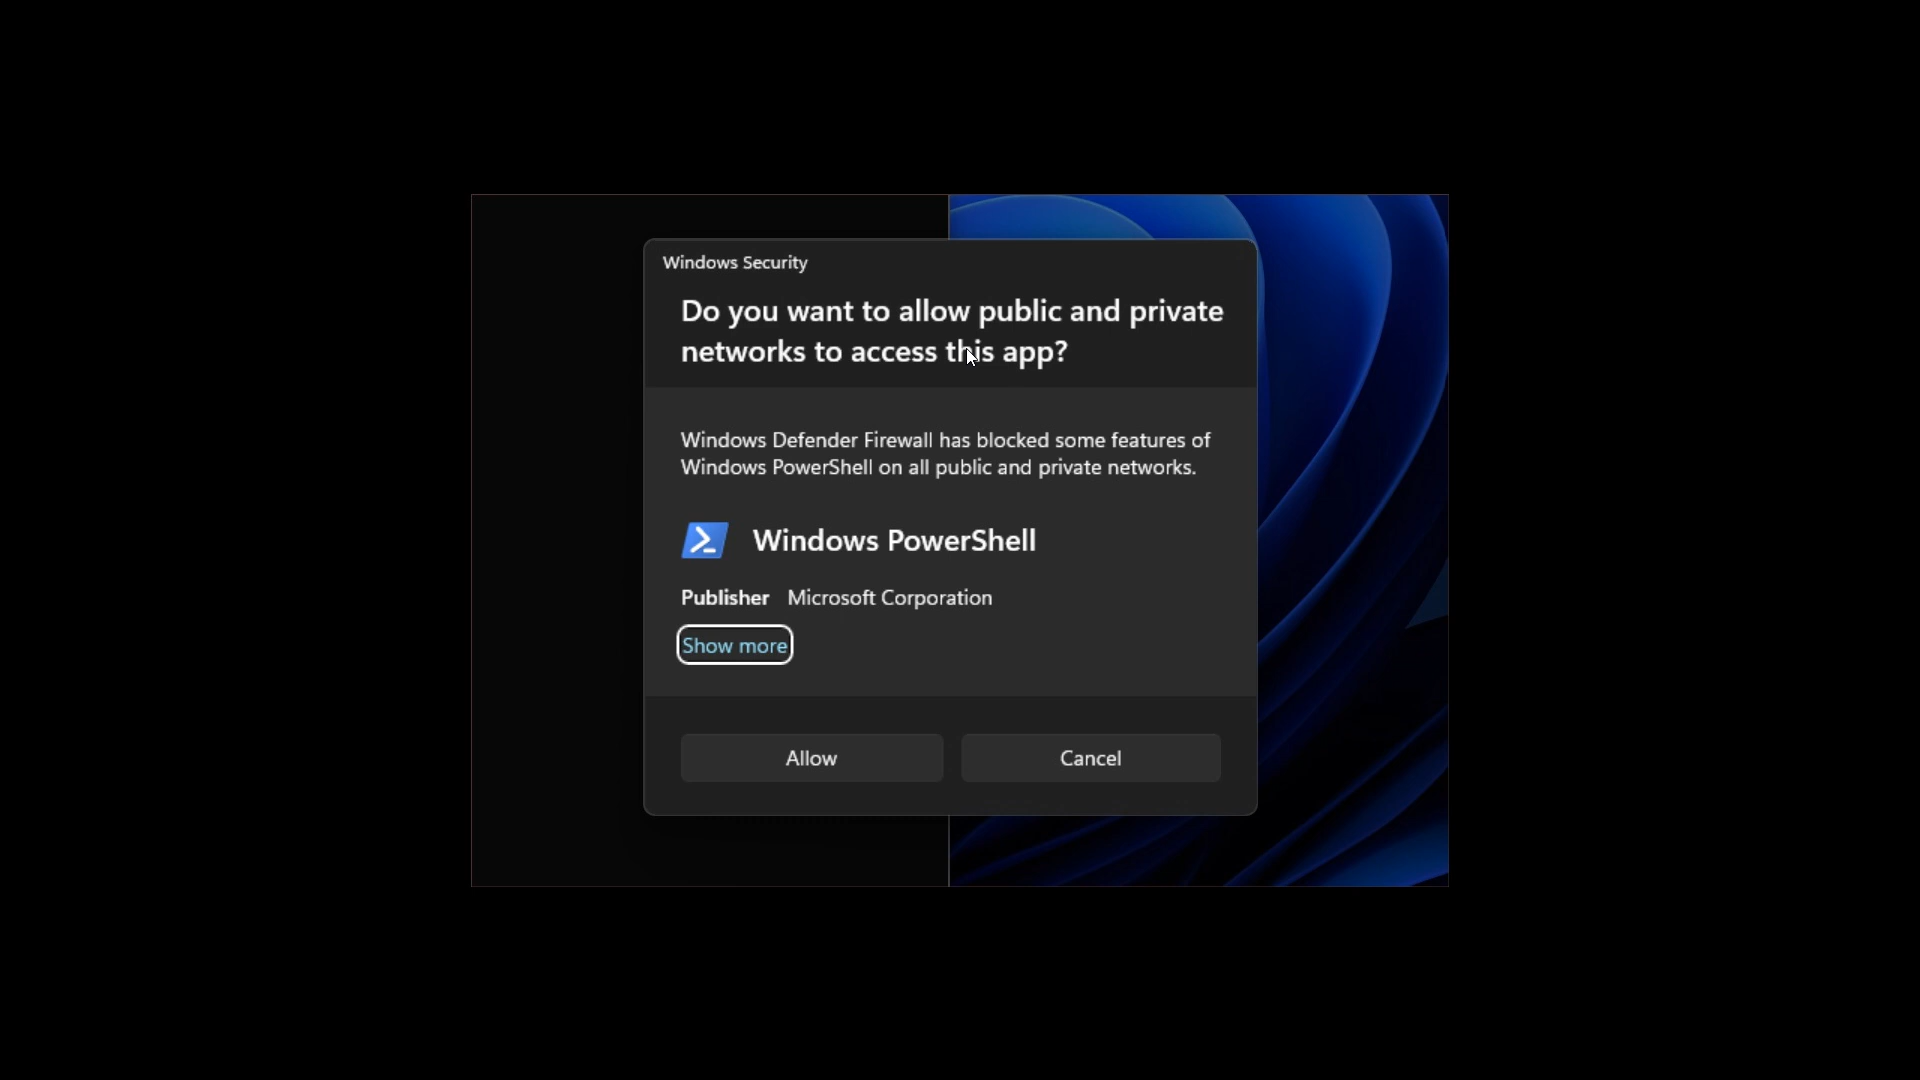 Windows Security
Do you want to allow public and private
networks to access this app?
Windows Defender Firewall has blocked some features of
Windows PowerShell on all public and private networks.
Windows PowerShell
Publisher Microsoft Corporation
Show more
Allow Cancel